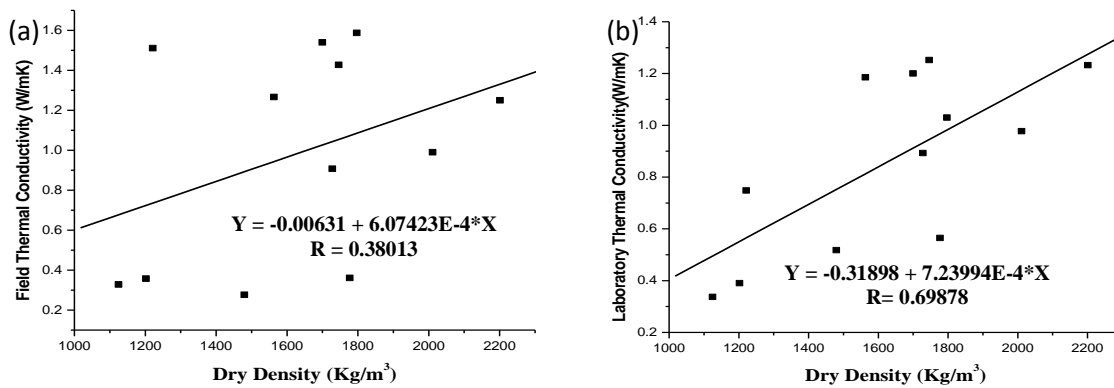 (a)
Field Thermal Conductivity (W/mK)
1.6
1.4
1.2
1.0
0.8
0.6
0.4
0.2
Y = -0.00631 + 6.07423E-4*X
R = 0.38013
1000 1200 1400 1600 1800 2000 2200
Dry Density (Kg/m³)
(b)
Laboratory Thermal Conductivity(W/mK)
1.4
1.2
1.0
0.8
0.6
0.4
0.2
Y = -0.31898 + 7.23994E-4*X
R= 0.69878
1000 1200 1400 1600 1800 2000 2200
Dry Density (Kg/m³)